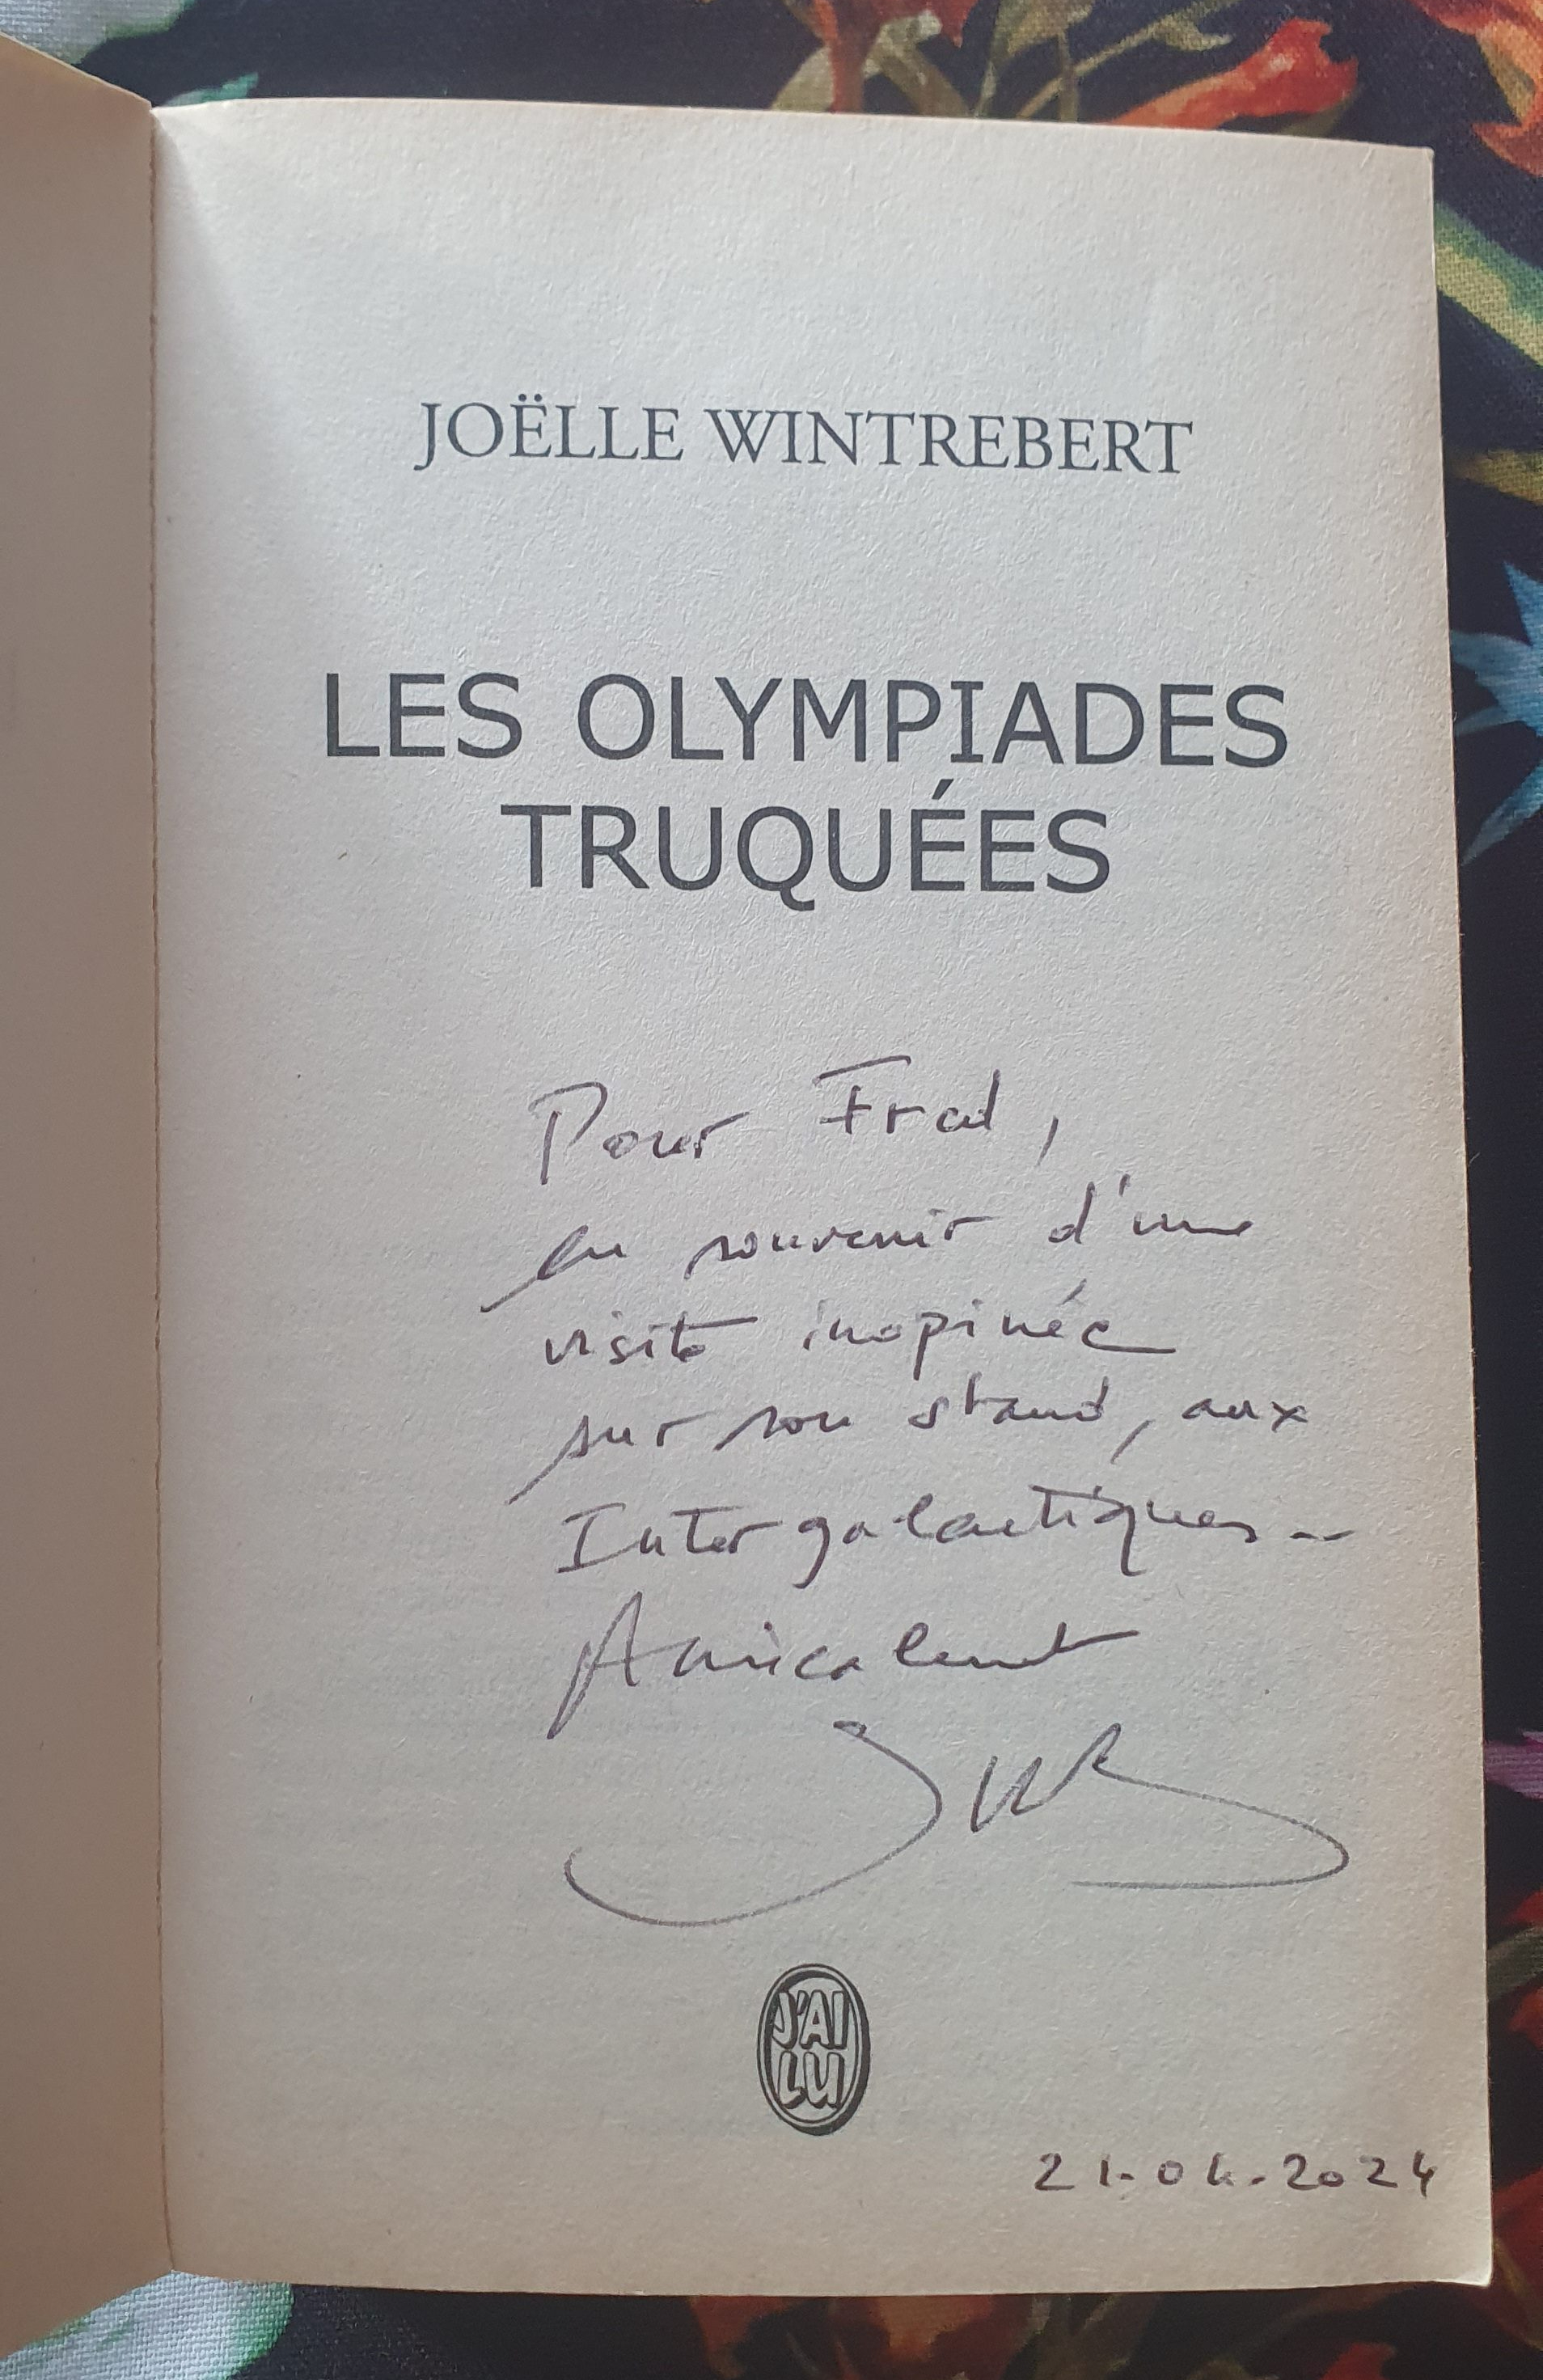 JOËLLE WINTREBERT
LES OLYMPIADES
TRUQUÉES
Pour Fred,
en souvenir d'une
visite inopinée
sur son stand, aux
Intergalactiques...
Amicalement
JWb
J'AI
LU
21.04.2024